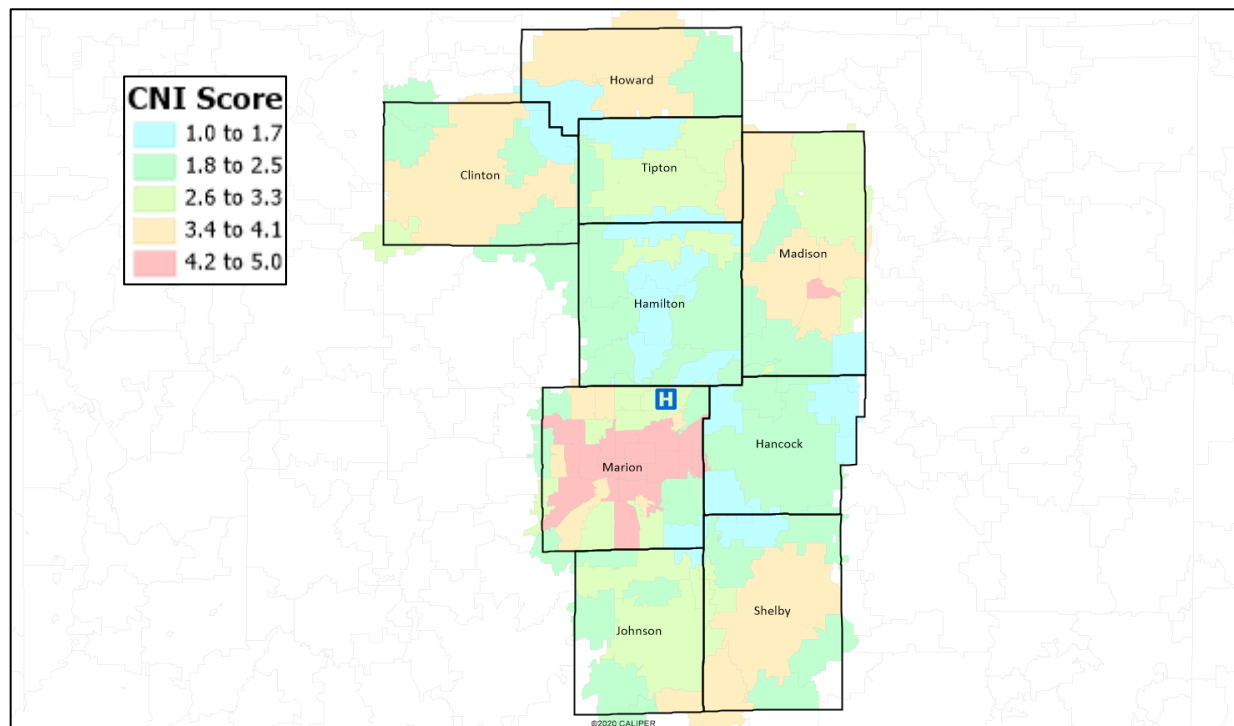 Howard
CNI Score
1.0 to 1.7
1.8 to 2.5
2.6 to 3.3
3.4 to 4.1
4.2 to 5.0
Clinton
Tipton
Madison
Hamilton
H
Hancock
Marion
Shelby
Johnson
©2020 CALIPER